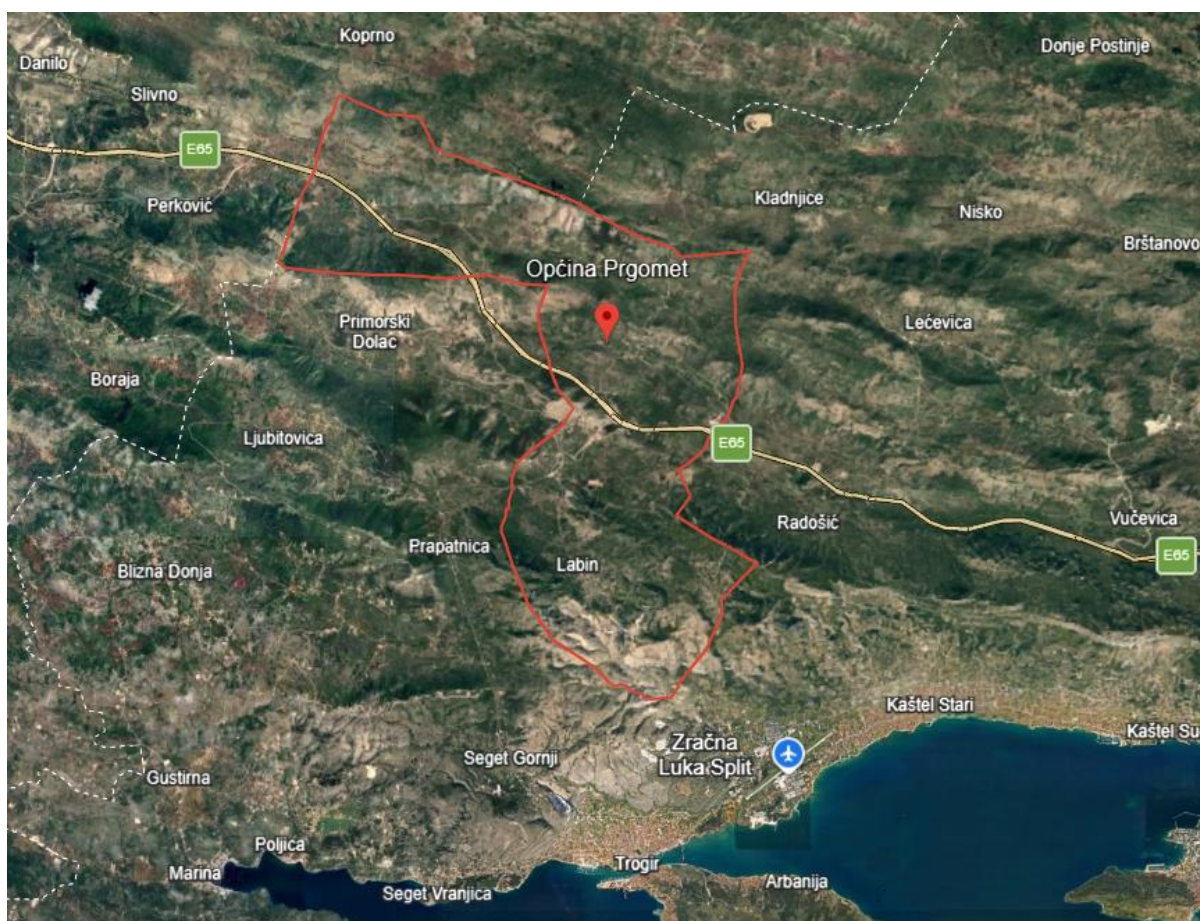 Koprno
Donje Postinje
Danilo
Slivno
E65
Perković
Kladnjice
Nisko
Brštanovo
Općina Prgomet
Primorski
Dolac
Lećevica
Boraja
Ljubitovica
E65
Radošić
Vučevica
Prapatnica
E65
Labin
Blizna Donja
Kaštel Stari
Kaštel Su
Zračna
Luka Split
Seget Gornji
Gustirna
Poljica
Marina
Trogir
Seget Vranjica
Arbanija